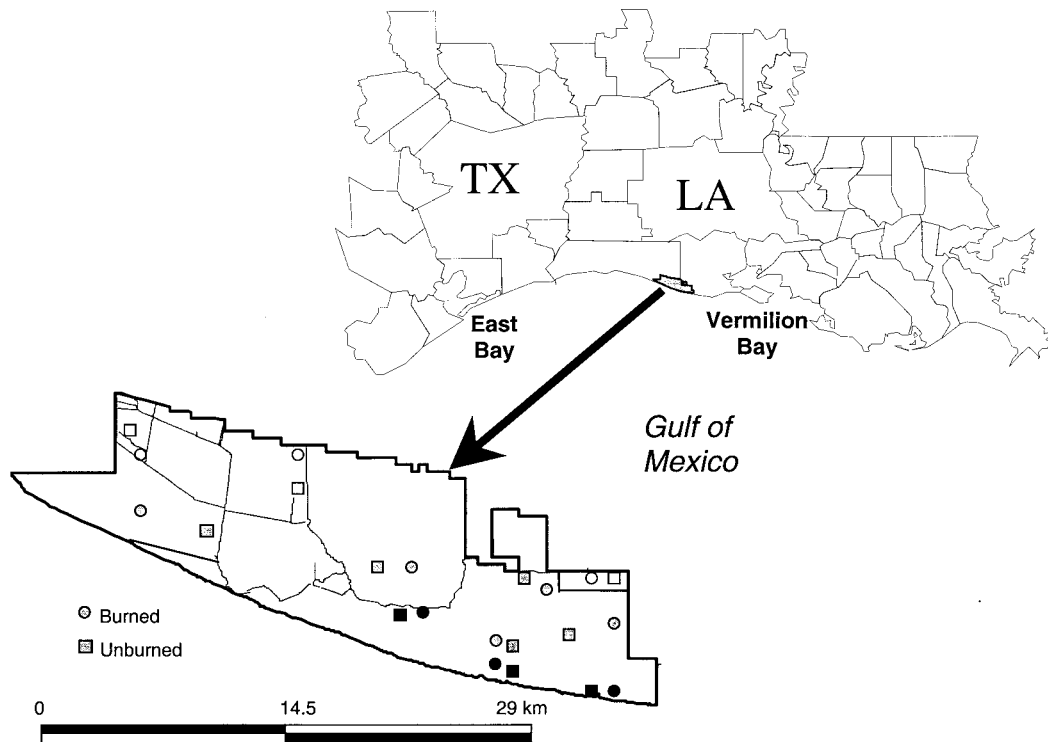 TX
LA
East
Bay
Vermilion
Bay
Gulf of
Mexico
Burned
Unburned
0
14.5
29 km